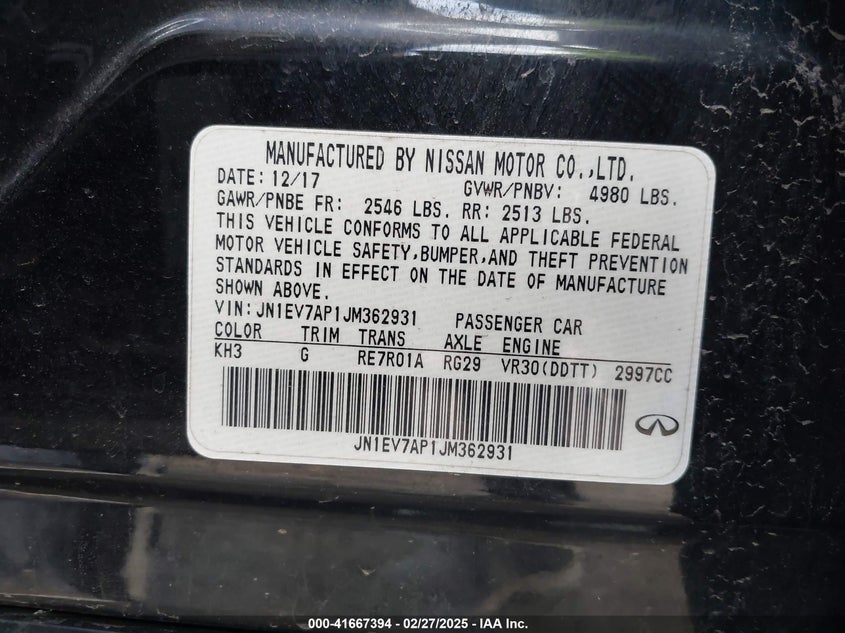 MANUFACTURED BY NISSAN MOTOR CO.,LTD.
DATE: 12/17 GVWR/PNBV: 4980 LBS.
GAWR/PNBE FR: 2546 LBS. RR: 2513 LBS.
THIS VEHICLE CONFORMS TO ALL APPLICABLE FEDERAL
MOTOR VEHICLE SAFETY,BUMPER,AND THEFT PREVENTION
STANDARDS IN EFFECT ON THE DATE OF MANUFACTURE
SHOWN ABOVE.
VIN:JN1EV7AP1JM362931 PASSENGER CAR
COLOR TRIM TRANS AXLE ENGINE
KH3 G RE7R01A RG29 VR30(DDTT) 2997CC
JN1EV7AP1JM362931
000-41667394 - 02/27/2025 - IAA Inc.